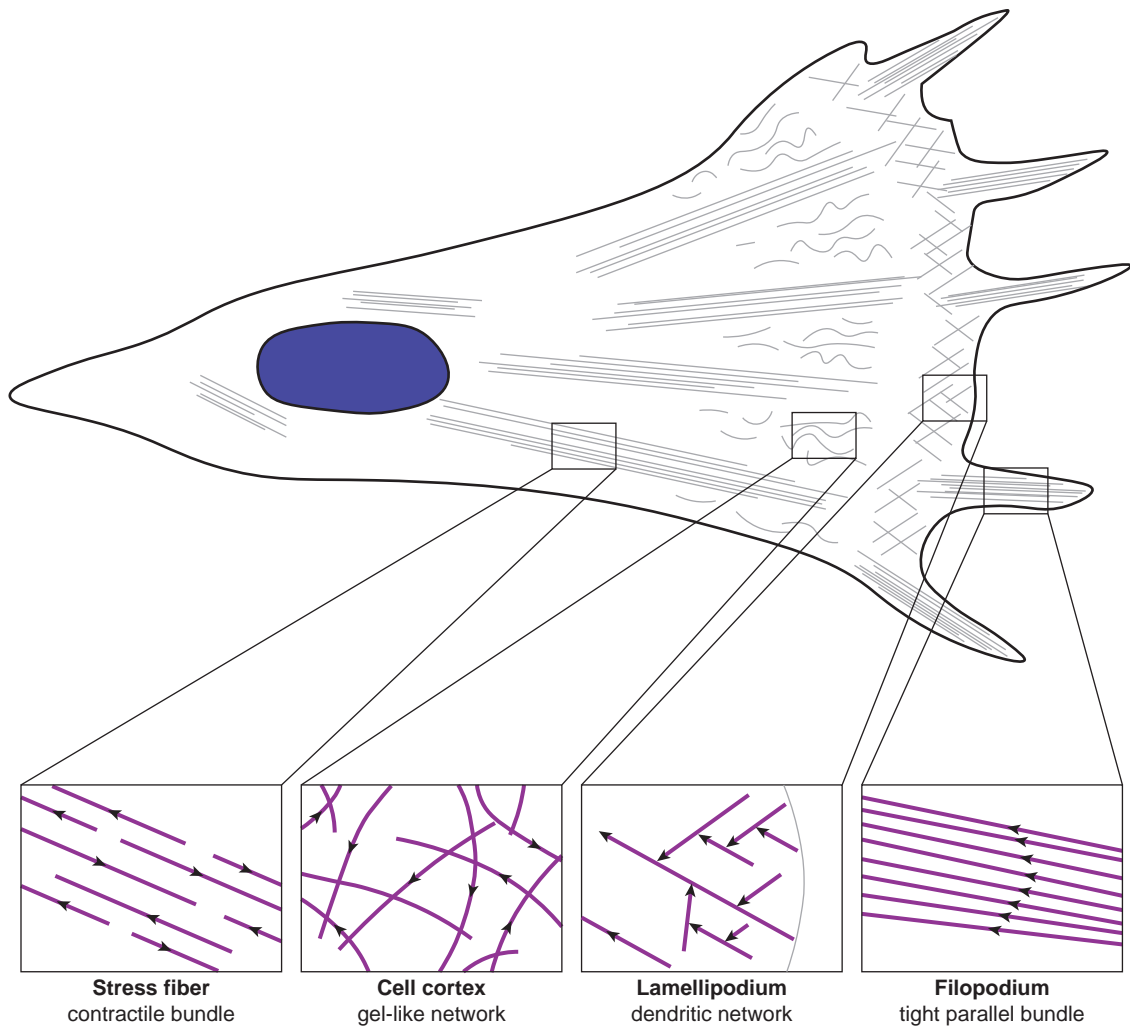 Stress fiber
contractile bundle
Cell cortex
gel-like network
Lamellipodium
dendritic network
Filopodium
tight parallel bundle